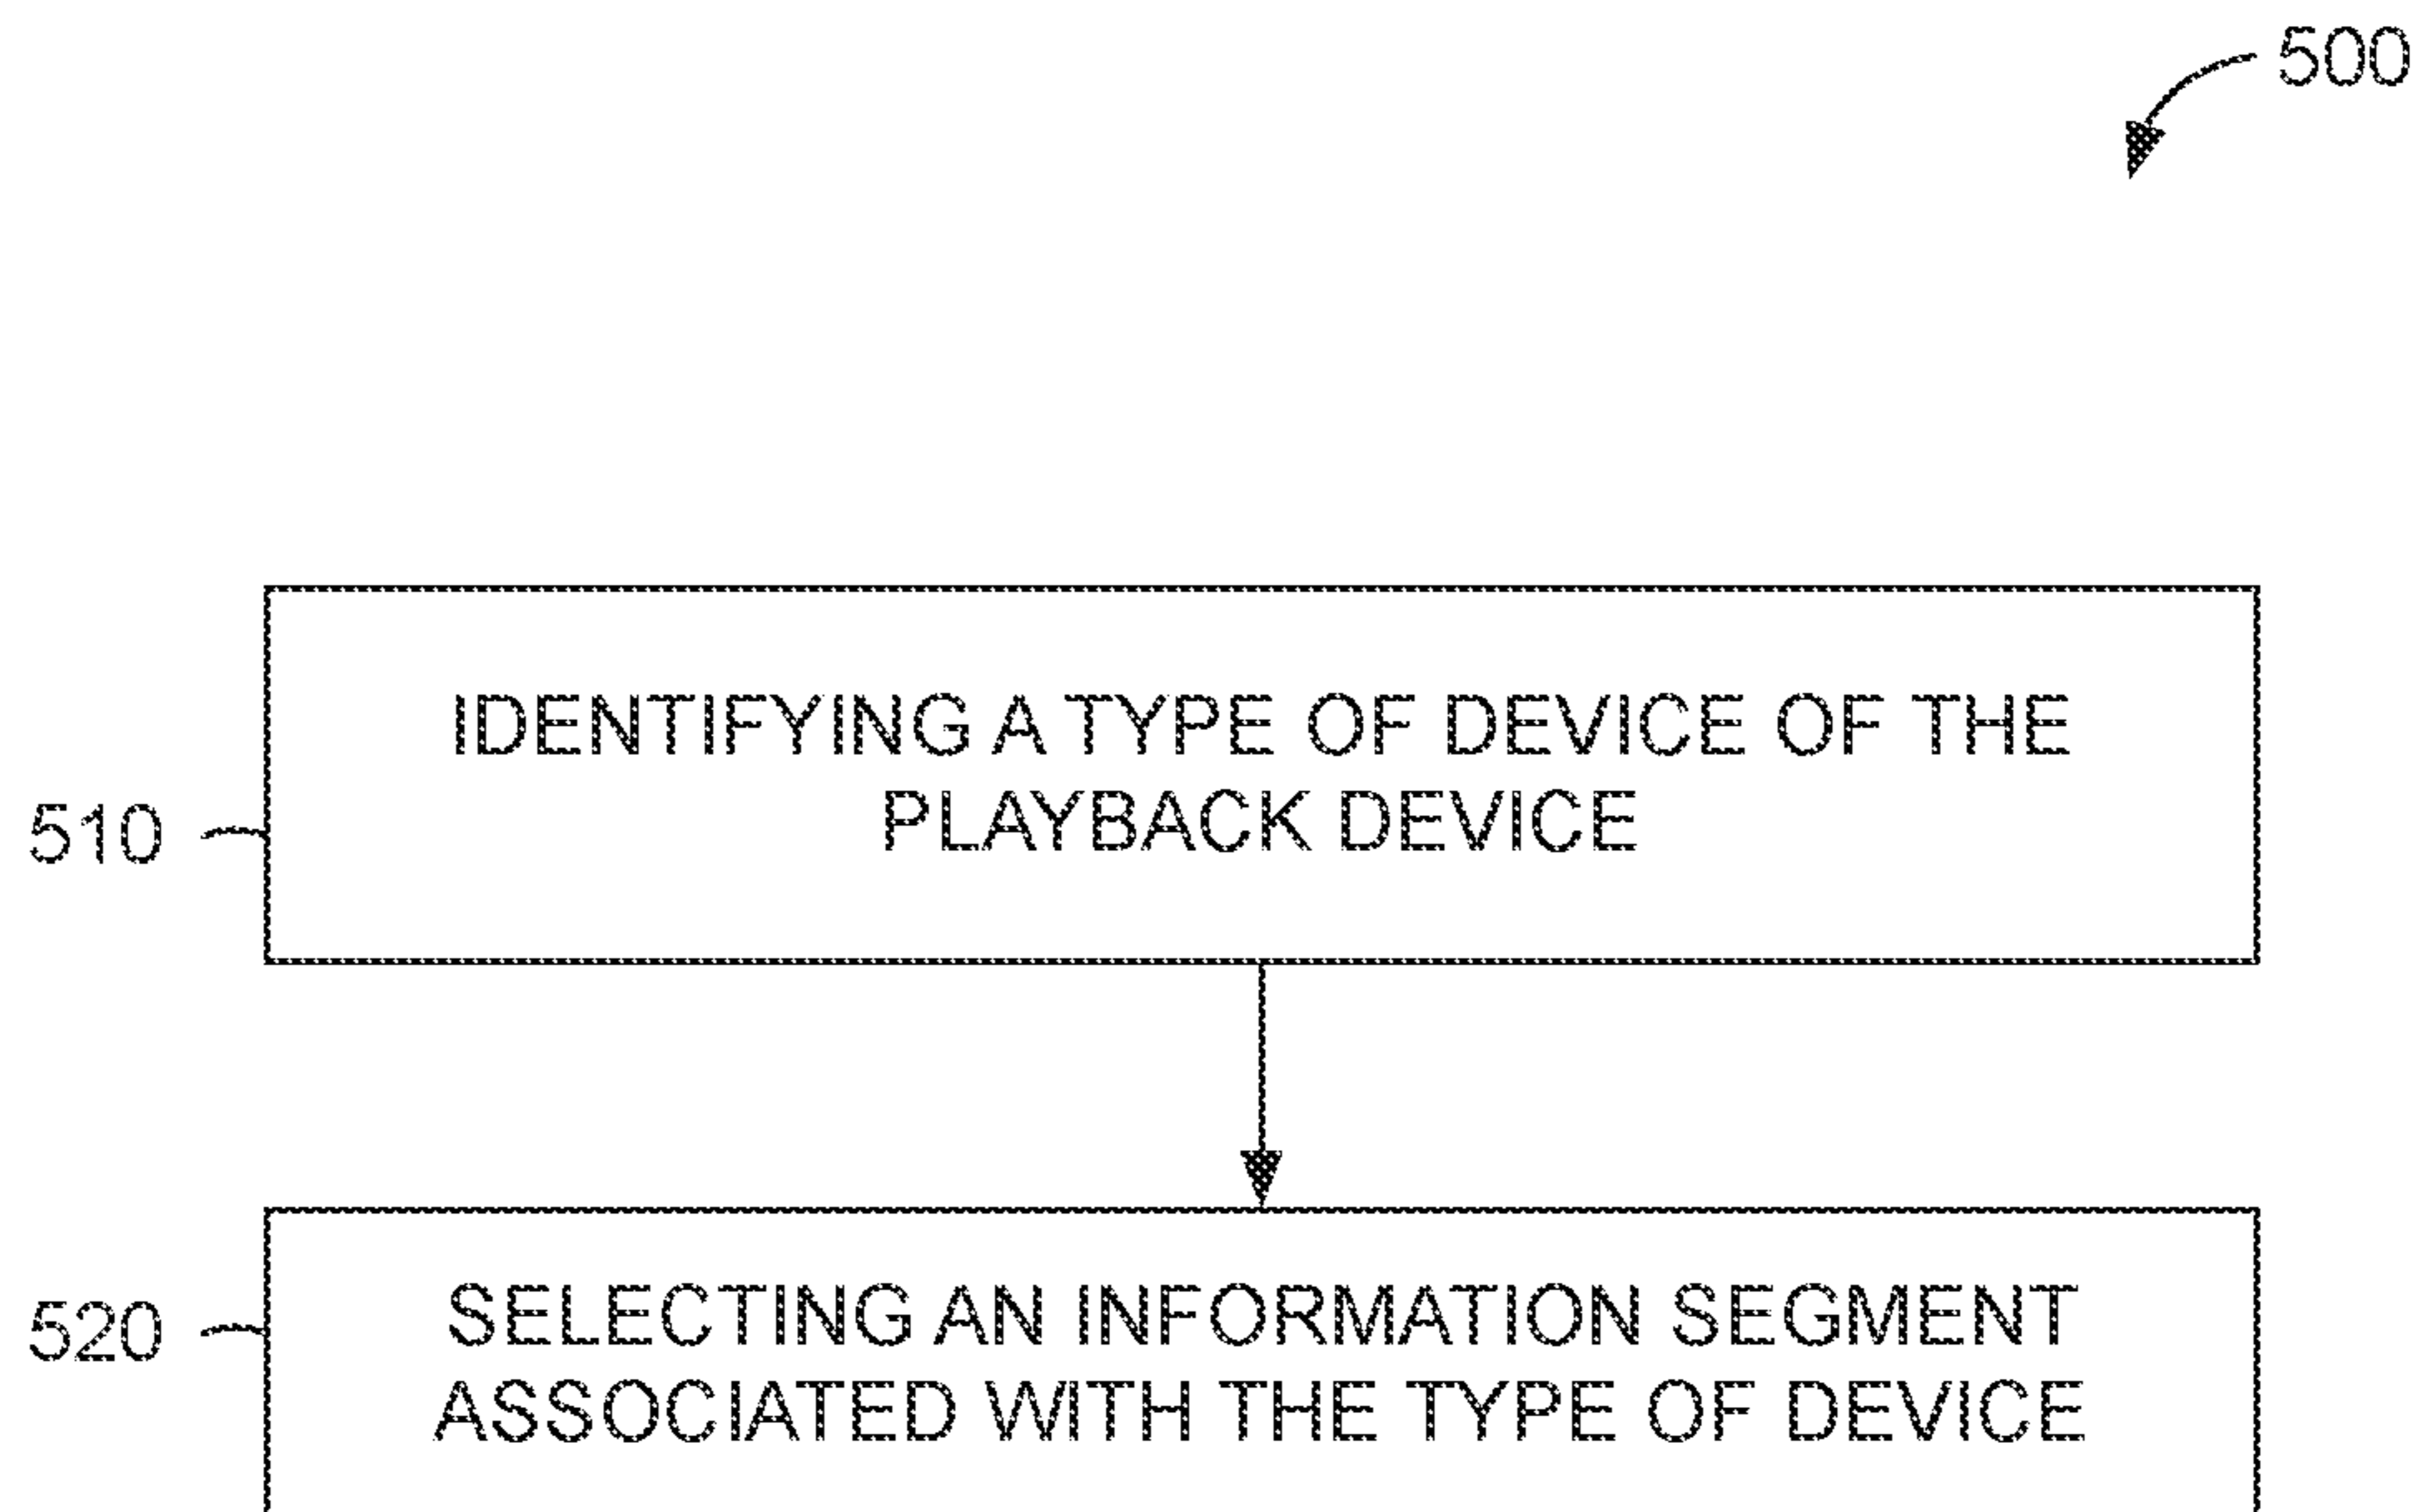 500
IDENTIFYING A TYPE OF DEVICE OF THE
PLAYBACK DEVICE
510
SELECTING AN INFORMATION SEGMENT
520
ASSOCIATED WITH THE TYPE OF DEVICE